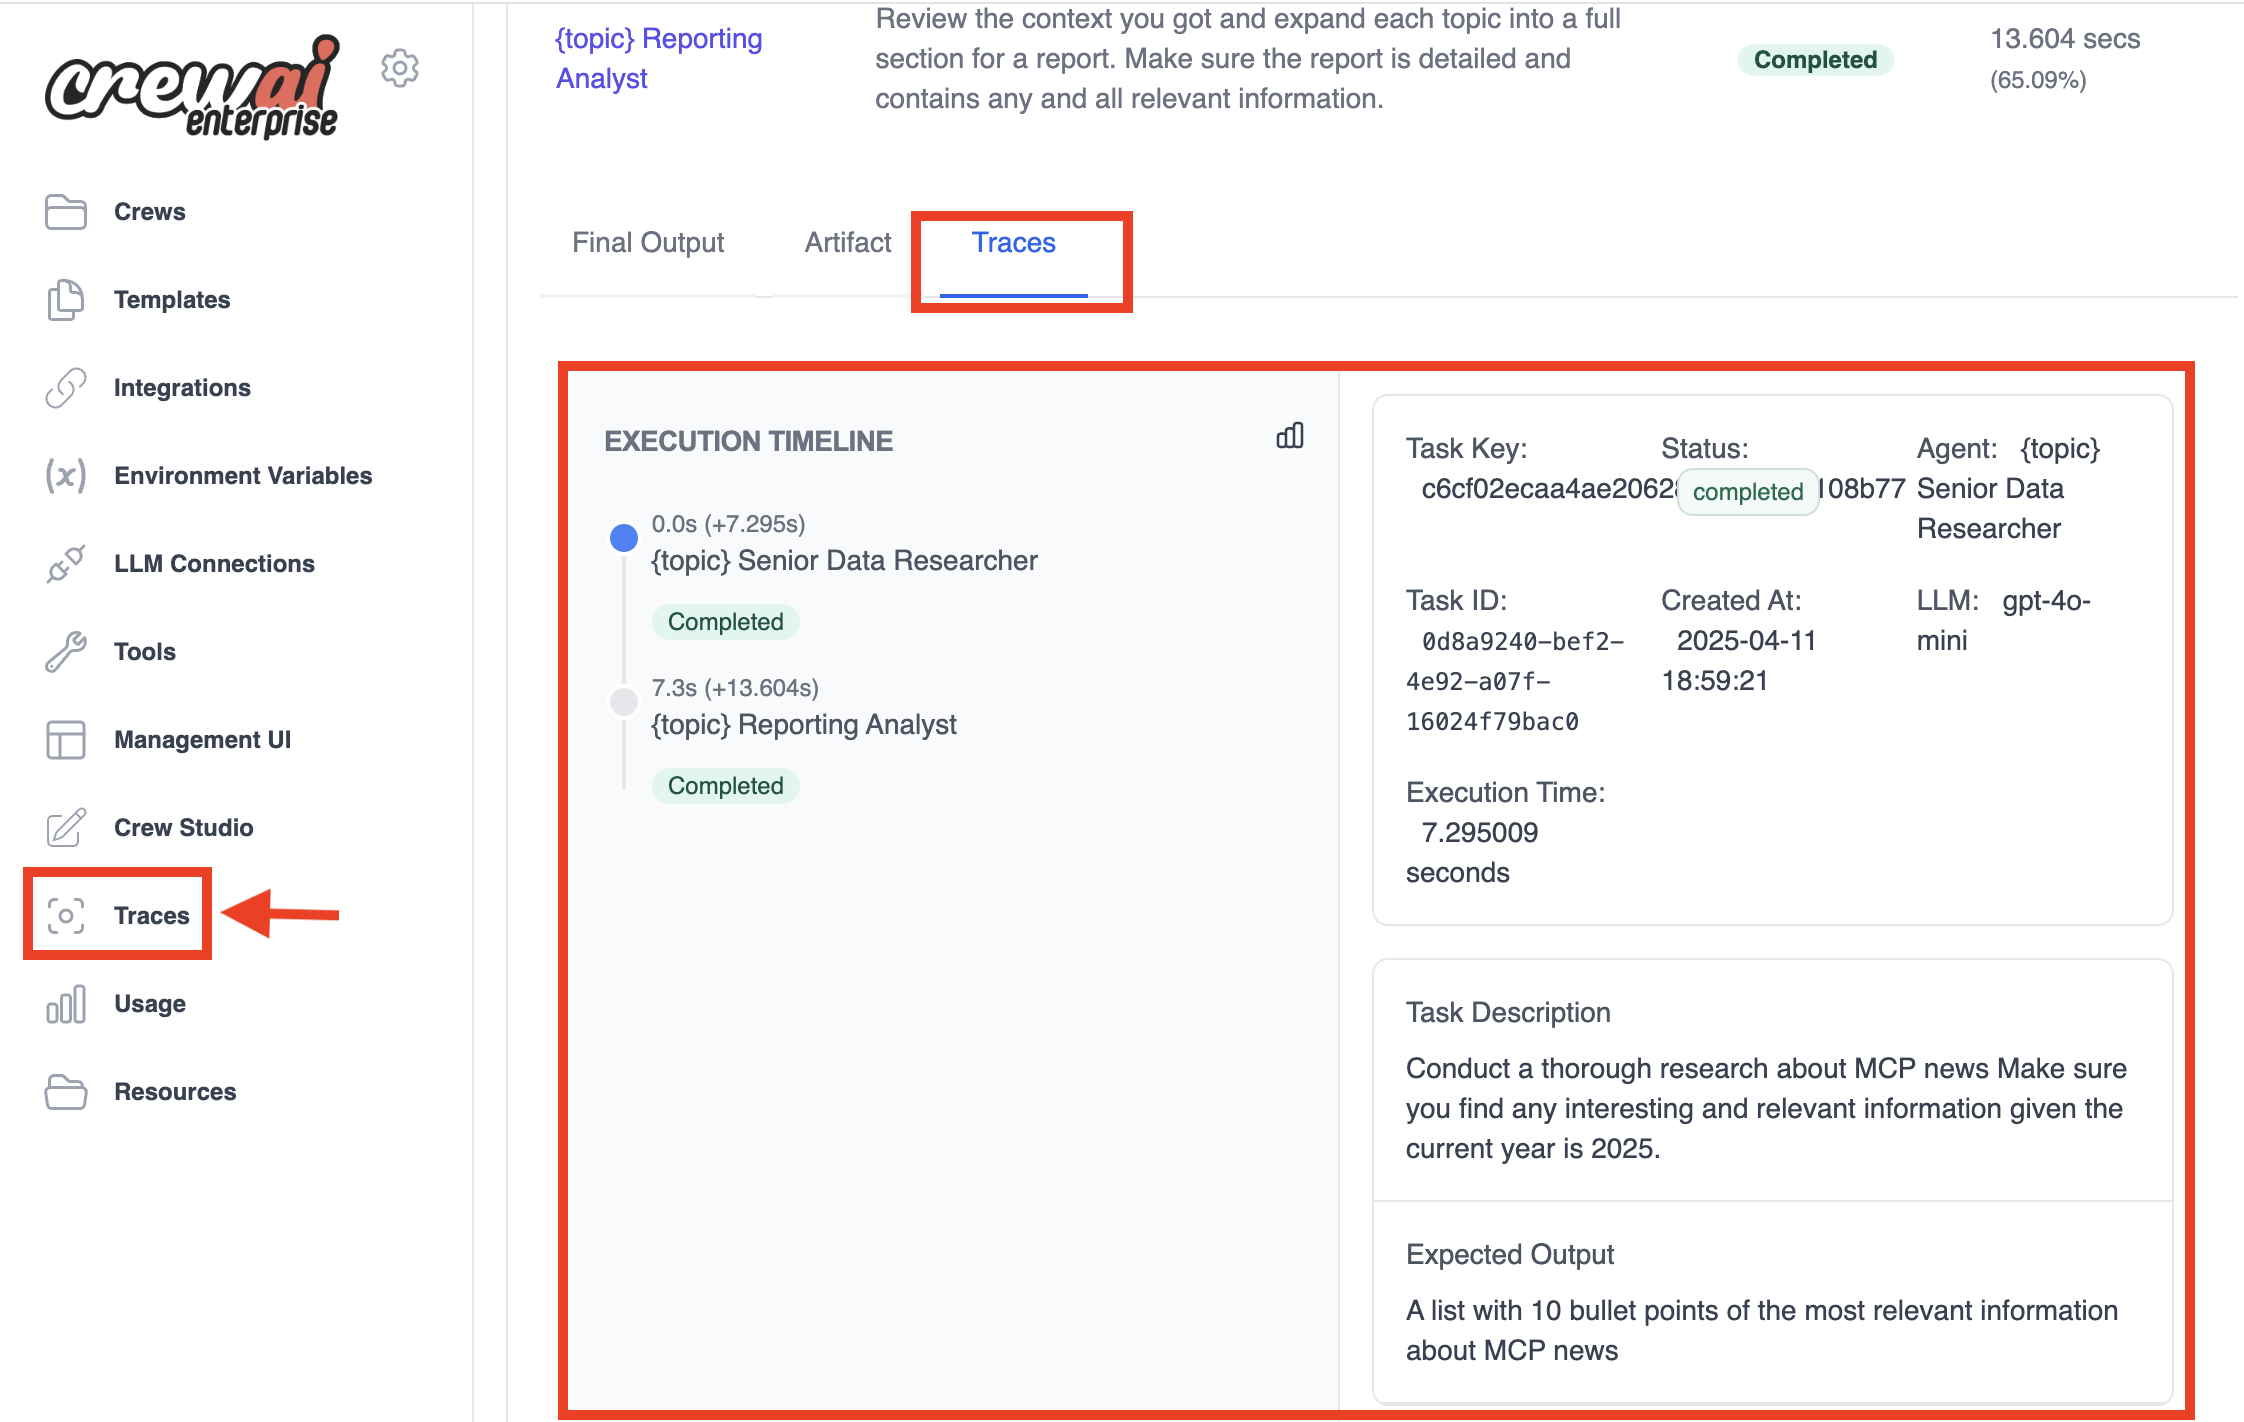 crewai
enterprise
Crews
Templates
Integrations
{x}
Environment Variables
LLM Connections
Tools
Management UI
Crew Studio
Traces
Usage
Resources
{topic} Reporting
Analyst
Review the context you got and expand each topic into a full
section for a report. Make sure the report is detailed and
contains any and all relevant information.
Completed
13.604 secs
(65.09%)
Final Output
Artifact
Traces
EXECUTION TIMELINE
0.0s (+7.295s)
{topic} Senior Data Researcher
Completed
7.3s (+13.604s)
{topic} Reporting Analyst
Completed
Task Key:
c6cf02ecaa4ae2062
108b77
Status:
completed
Agent: {topic}
Senior Data
Researcher
Task ID:
0d8a9240-bef2-
4e92-a07f-
16024f79bac0
Created At:
2025-04-11
18:59:21
LLM: gpt-4o-
mini
Execution Time:
7.295009
seconds
Task Description
Conduct a thorough research about MCP news Make sure
you find any interesting and relevant information given the
current year is 2025.
Expected Output
A list with 10 bullet points of the most relevant information
about MCP news